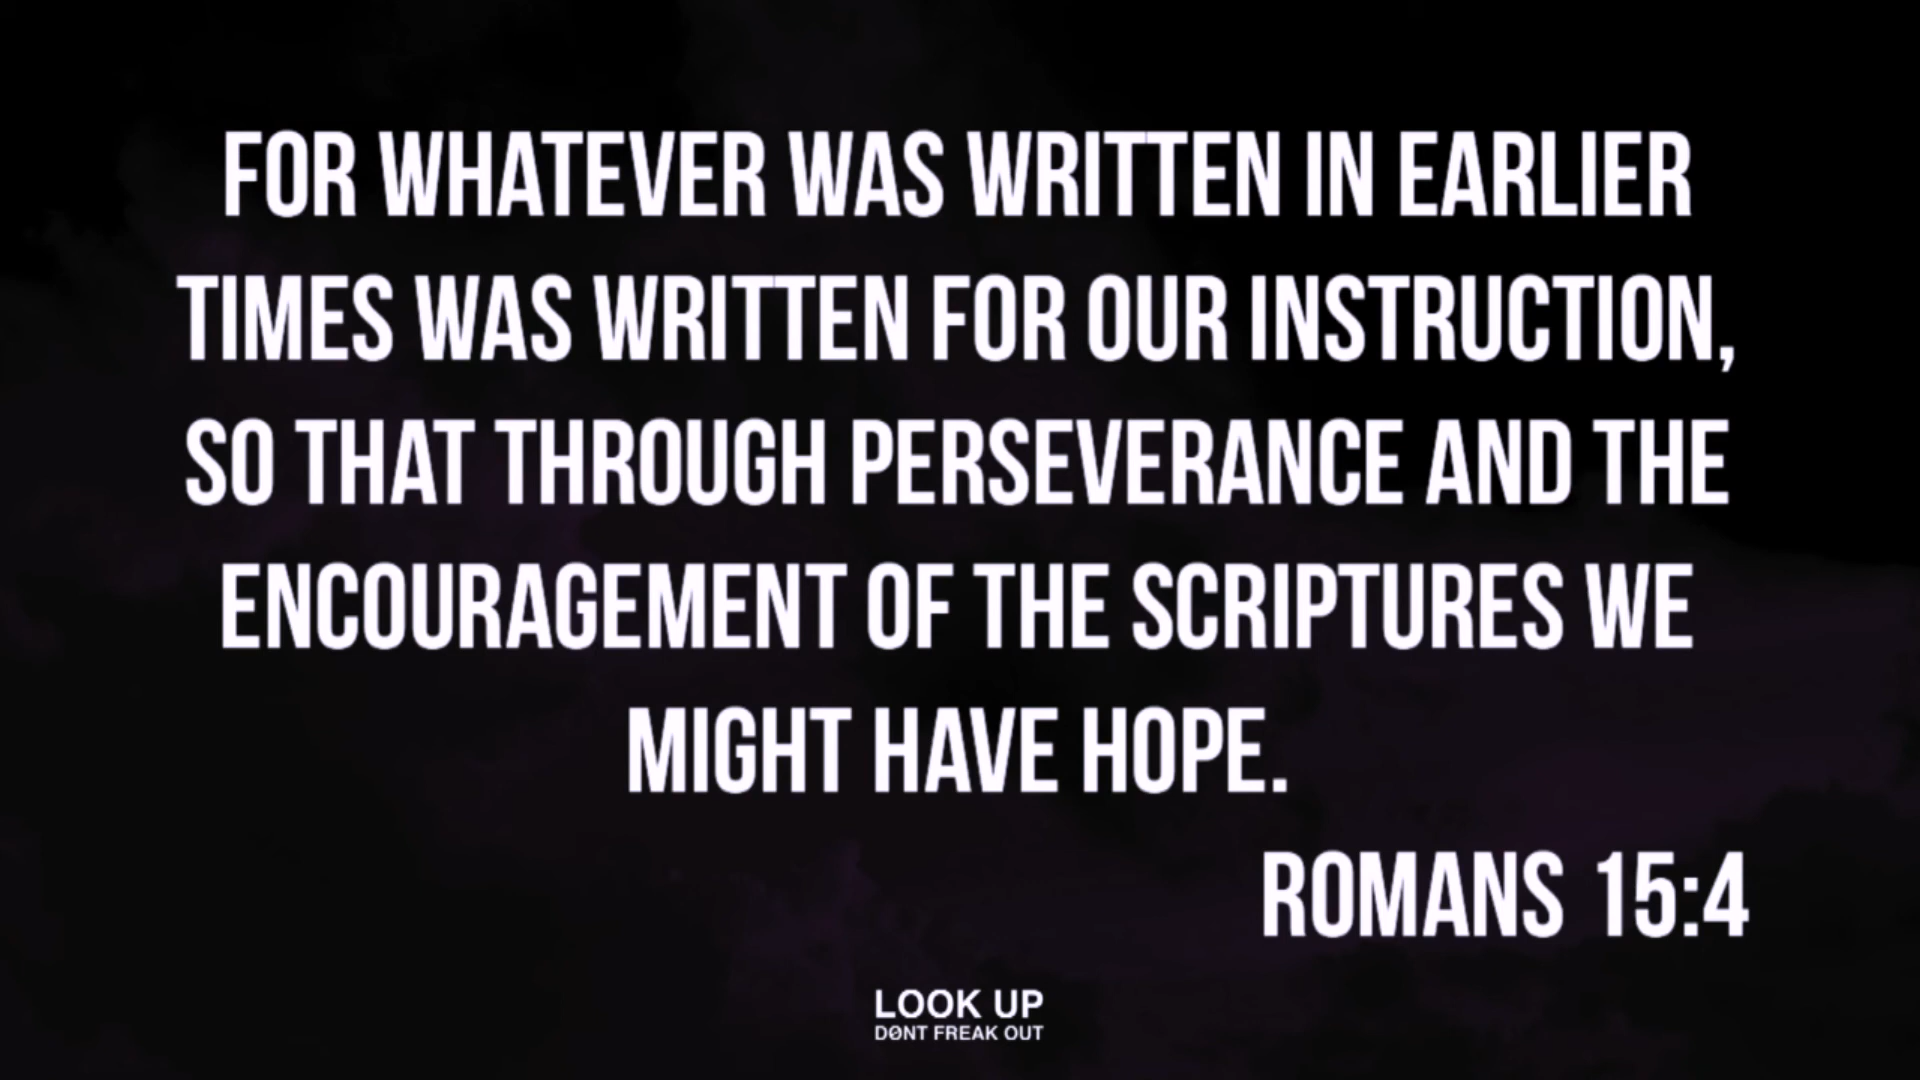 FOR WHATEVER WAS WRITTEN IN EARLIER
TIMES WAS WRITTEN FOR OUR INSTRUCTION,
SO THAT THROUGH PERSEVERANCE AND THE
ENCOURAGEMENT OF THE SCRIPTURES WE
MIGHT HAVE HOPE.
ROMANS 15:4
LOOK UP
DØNT FREAK OUT